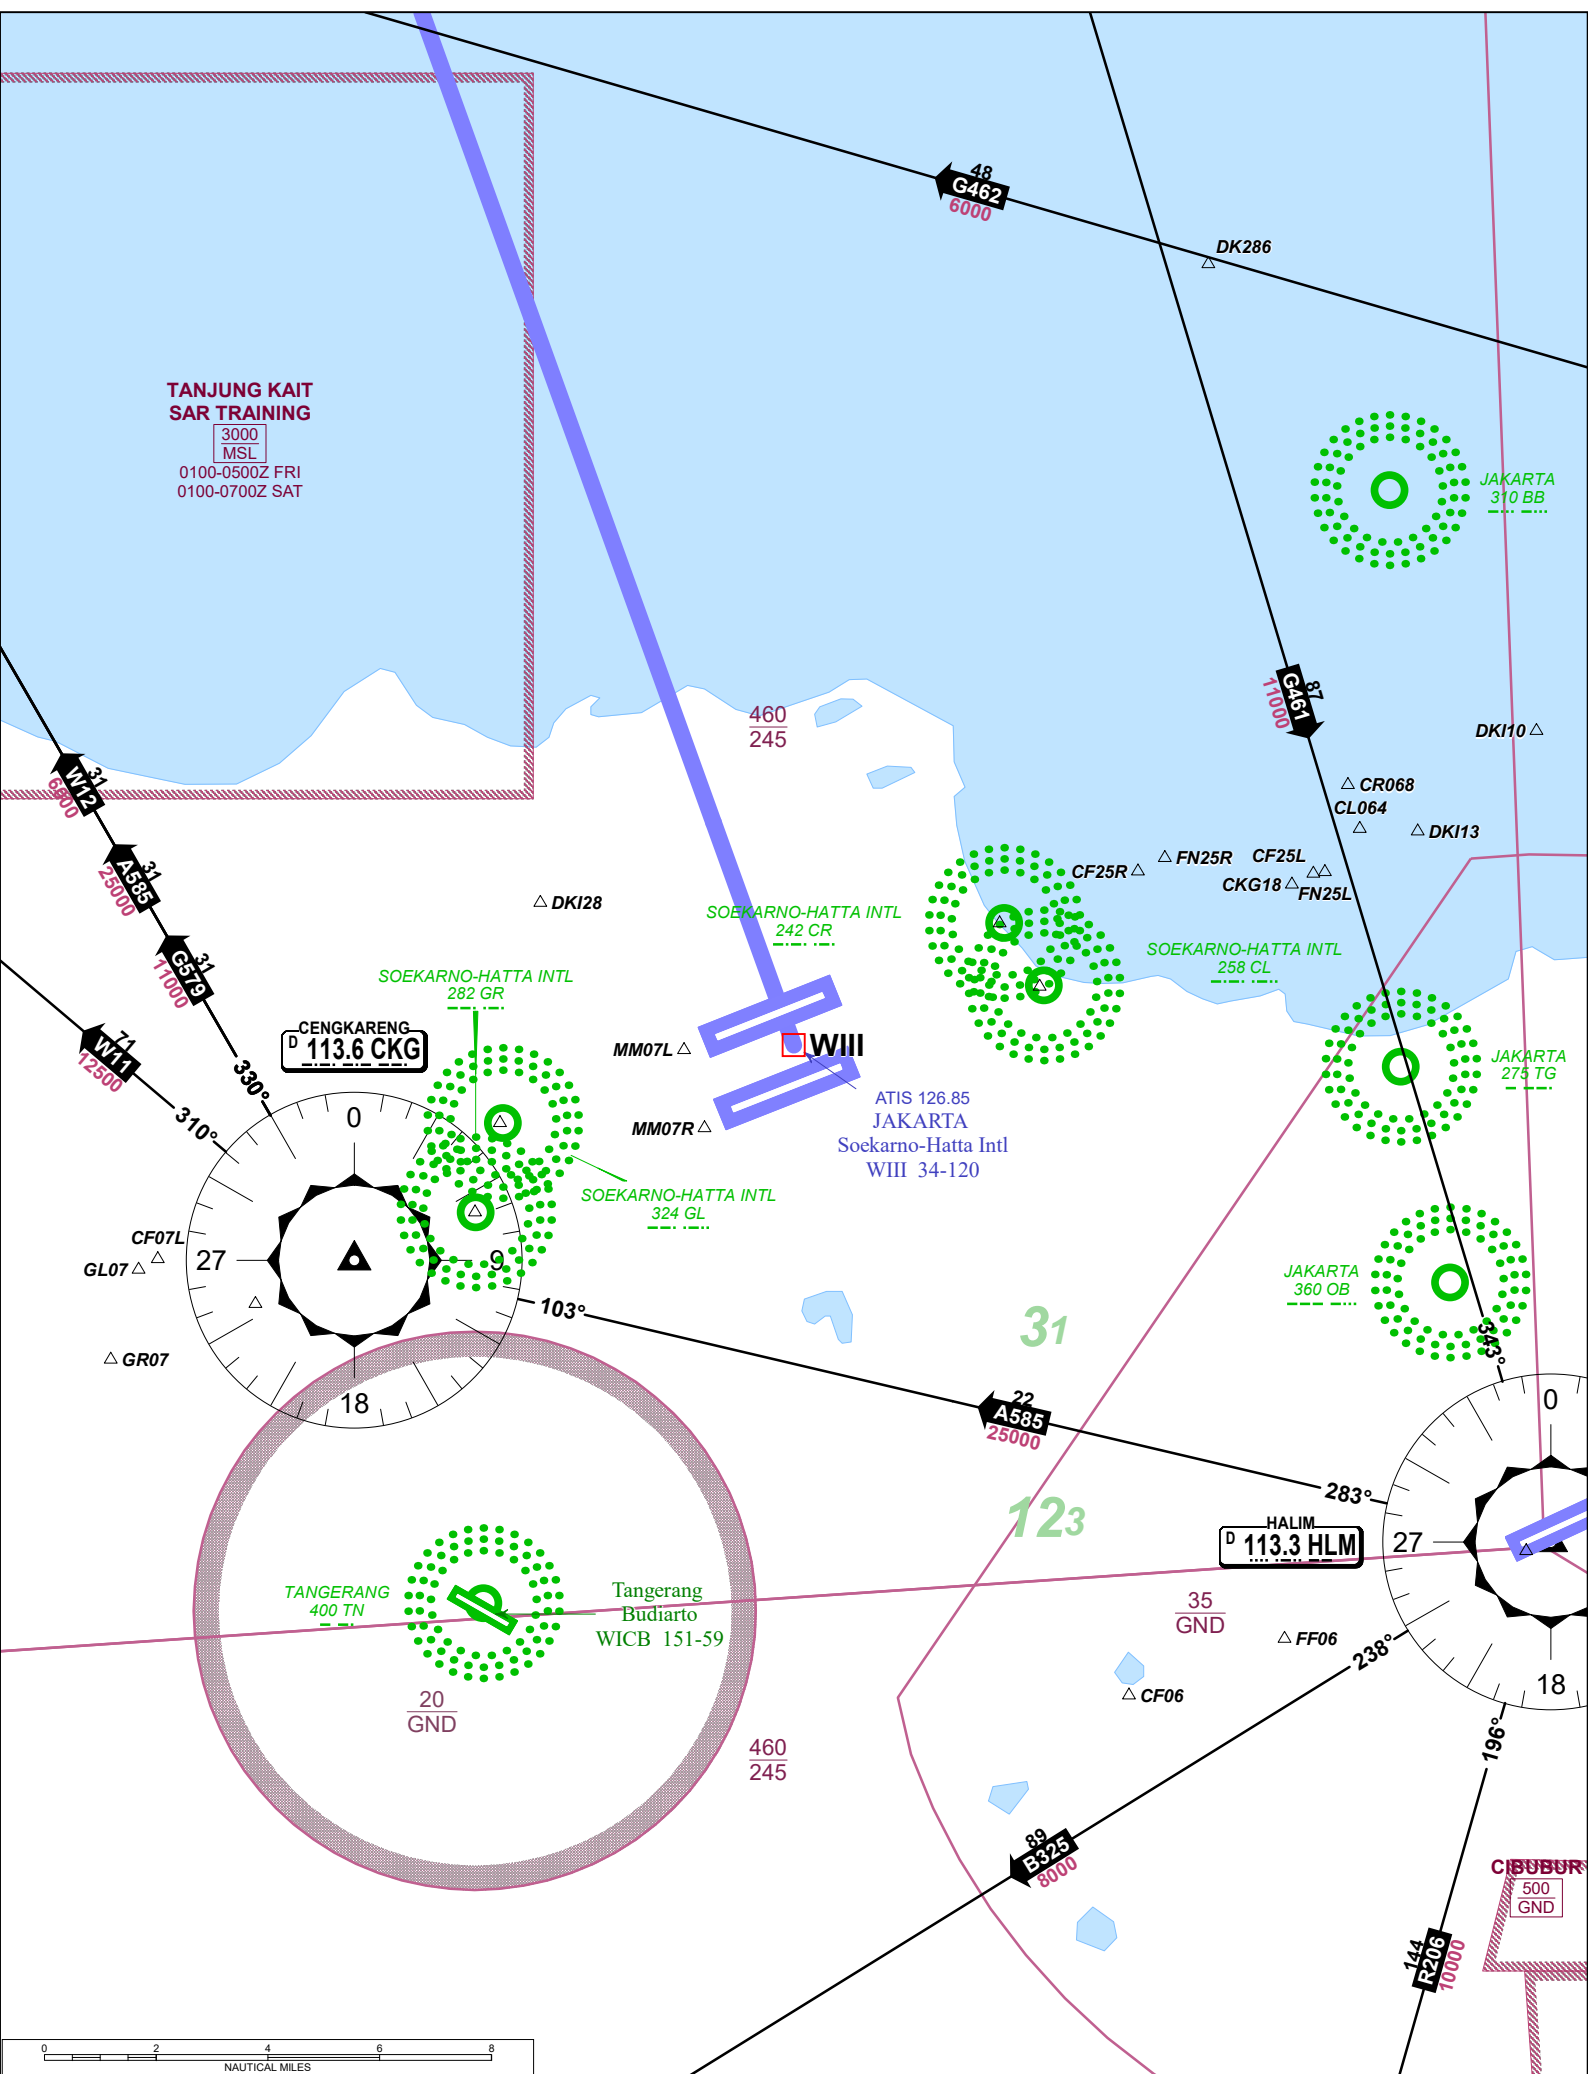 48
G462
6000
DK286
TANJUNG KAIT
SAR TRAINING
3000
MSL
0100-0500Z FRI
0100-0700Z SAT
JAKARTA
310 BB
87
G461
11000
460
245
DKI10
CR068
CL064
DKI13
31
W12
6000
31
A585
25000
31
G579
11000
71
W11
12500
330°
310°
DKI28
CF25R
FN25R
CF25L
CKG18
FN25L
SOEKARNO-HATTA INTL
242 CR
SOEKARNO-HATTA INTL
258 CL
SOEKARNO-HATTA INTL
282 GR
CENGKARENG
D 113.6 CKG
MM07L
WIII
MM07R
ATIS 126.85
JAKARTA
Soekarno-Hatta Intl
WIII 34-120
JAKARTA
275 TG
0
9
18
27
SOEKARNO-HATTA INTL
324 GL
CF07L
GL07
GR07
JAKARTA
360 OB
103°
31
343°
22
A585
25000
283°
123
HALIM
D 113.3 HLM
0
27
18
TANGERANG
400 TN
Tangerang
Budiarto
WICB 151-59
20
GND
35
GND
FF06
238°
CF06
196°
460
245
89
B325
8000
CIBUBUR
500
GND
144
R206
10000
0 2 4 6 8
NAUTICAL MILES